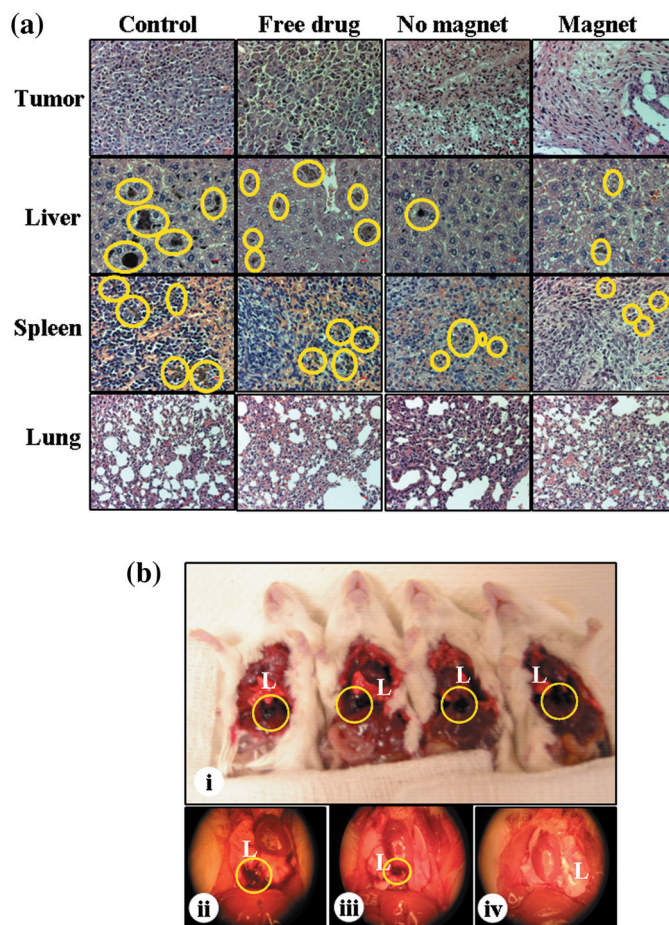 (a)
Control Free drug No magnet Magnet
Tumor
Liver
Spleen
Lung
(b)
L L L L
i
L L L
ii iii iv